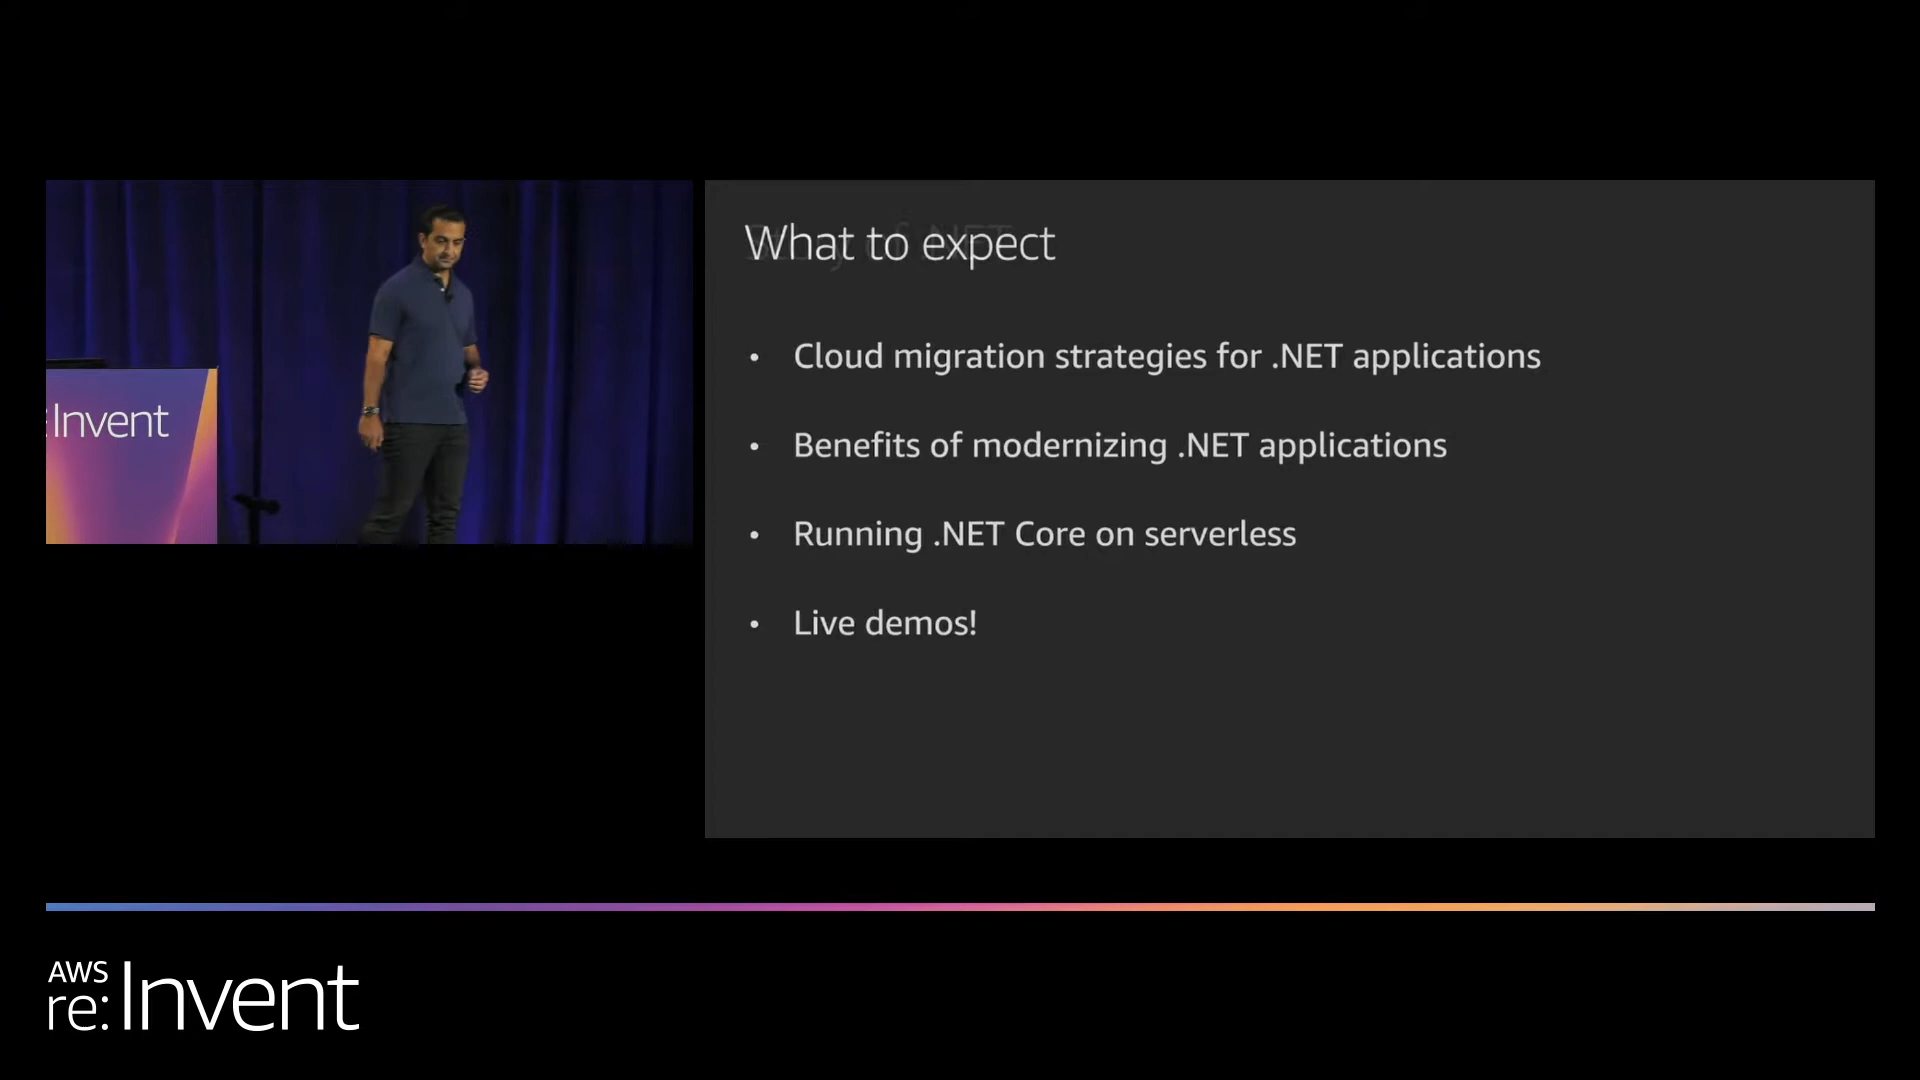 :Invent
What to expect
• Cloud migration strategies for .NET applications
• Benefits of modernizing .NET applications
• Running .NET Core on serverless
• Live demos!
AWS
re:Invent